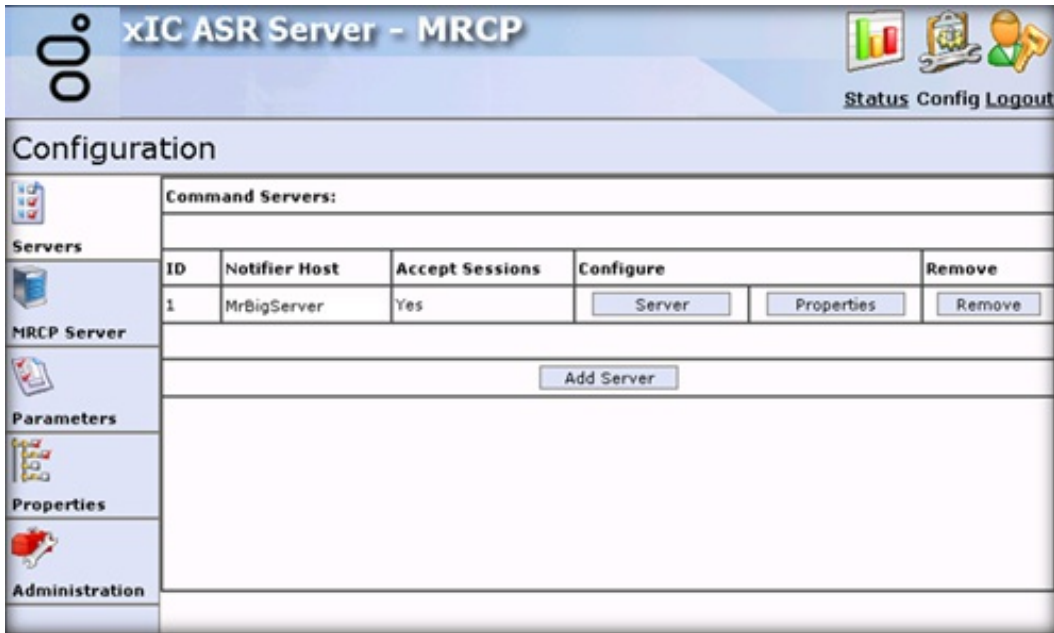 xIC ASR Server - MRCP
Status Config Logout
Configuration
Servers
MRCP Server
Parameters
Properties
Administration
Command Servers:
ID Notifier Host Accept Sessions Configure Remove
1 MrBigServer Yes Server Properties Remove
Add Server